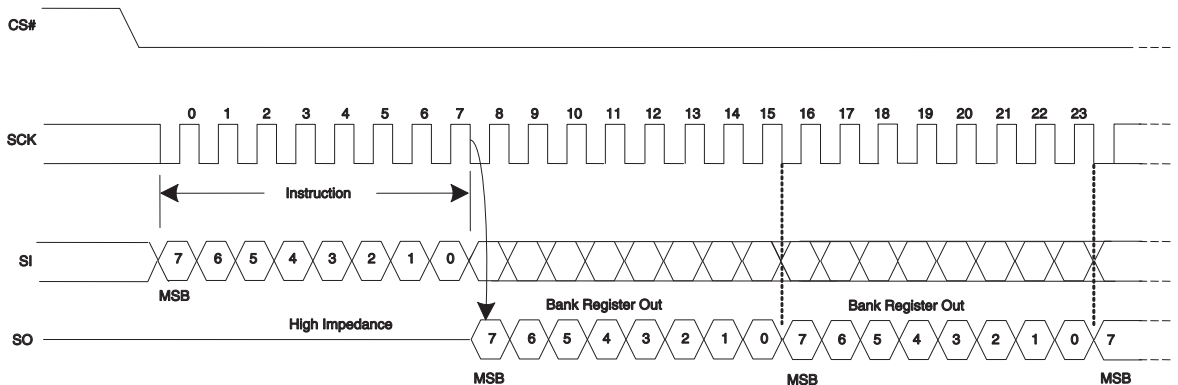 CS#
0 1 2 3 4 5 6 7 8 9 10 11 12 13 14 15 16 17 18 19 20 21 22 23
SCK
Instruction
SI 7 6 5 4 3 2 1 0
MSB
Bank Register Out Bank Register Out
High Impedance
SO 7 6 5 4 3 2 1 0 7 6 5 4 3 2 1 0 7
MSB MSB MSB